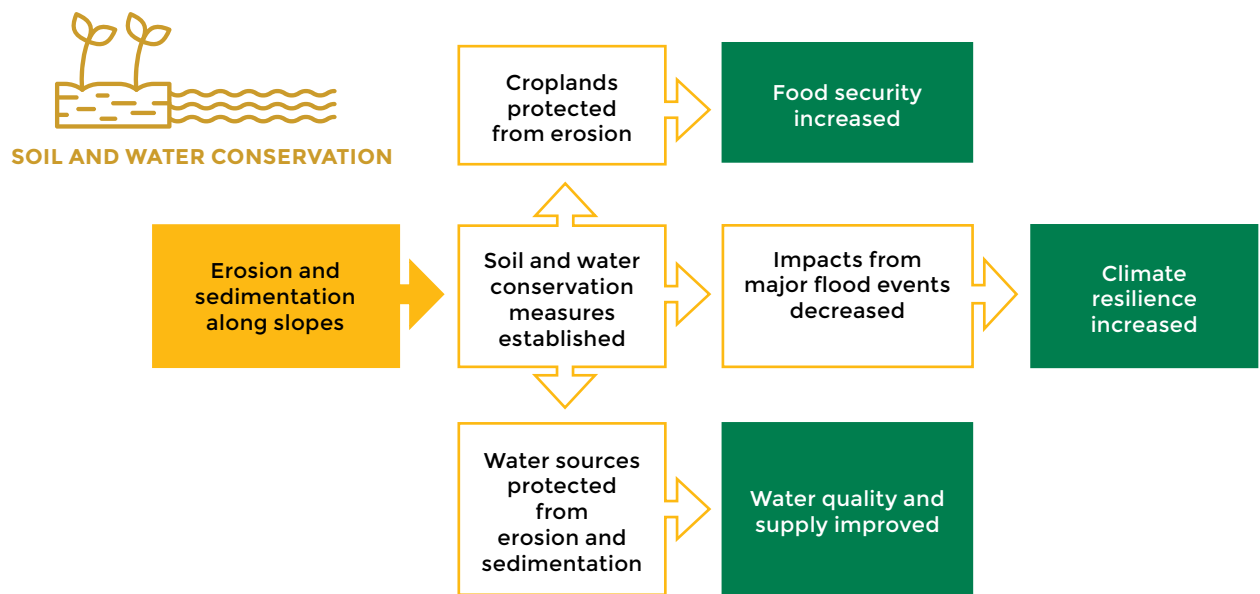 SOIL AND WATER CONSERVATION
Croplands
protected
from erosion
Food security
increased
Erosion and
sedimentation
along slopes
Soil and water
conservation
measures
established
Impacts from
major flood events
decreased
Climate
resilience
increased
Water sources
protected
from
erosion and
sedimentation
Water quality and
supply improved